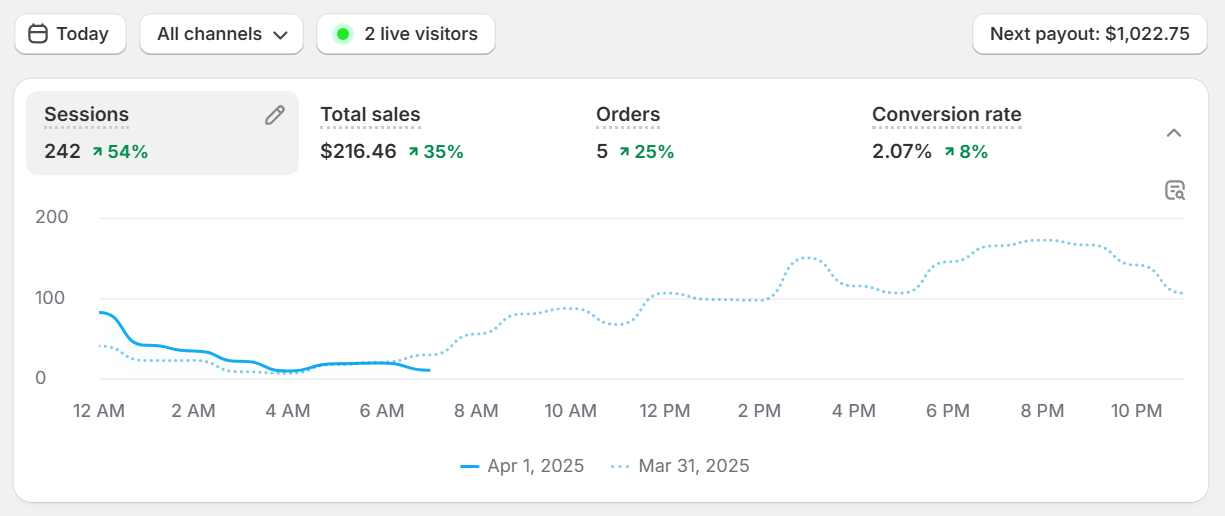 Today All channels 2 live visitors Next payout: $1,022.75
Sessions Total sales Orders Conversion rate
242 54% $216.46 35% 5 25% 2.07% 8%
200
100
0
12 AM 2 AM 4 AM 6 AM 8 AM 10 AM 12 PM 2 PM 4 PM 6 PM 8 PM 10 PM
Apr 1, 2025 Mar 31, 2025